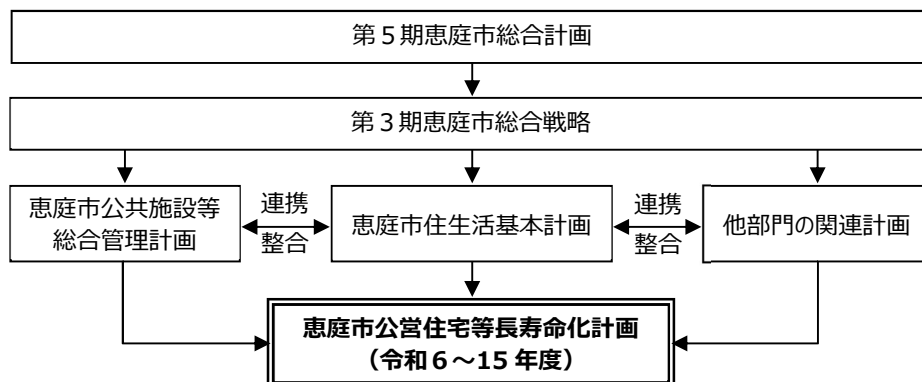 第５期恵庭市総合計画
第３期恵庭市総合戦略
恵庭市公共施設等
総合管理計画
連携
整合
恵庭市住生活基本計画
連携
整合
他部門の関連計画
恵庭市公営住宅等長寿命化計画
（令和６～15 年度）